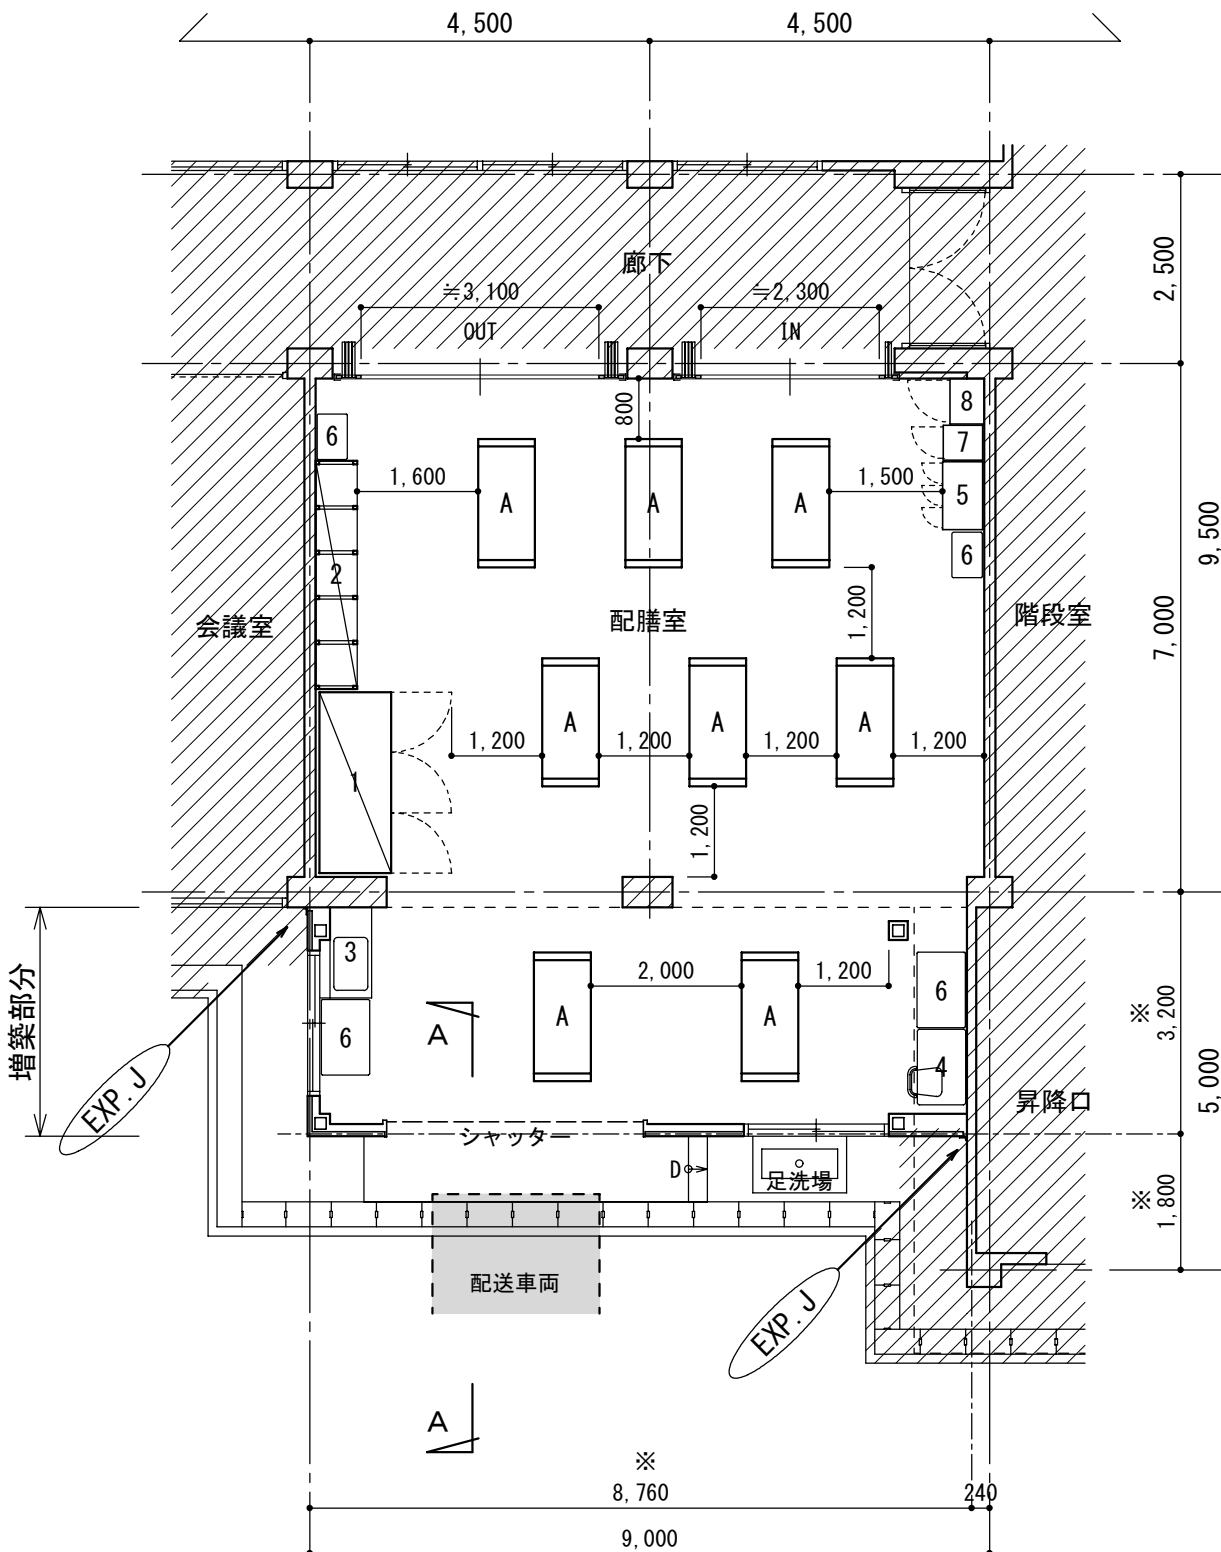 4,500
4,500
廊下
≒3,100
≒2,300
OUT
IN
2,500
800
8
6
7
1,600
1,500
A
A
A
5
9,500
2
6
会議室
配膳室
1,200
階段室
7,000
A
A
A
1,200
1,200
1,200
1,200
1
1,200
増築部分
3
2,000
1,200
6
A
A
A
6
4
※
3,200
5,000
EXP.J
昇降口
シャッター
D
足洗場
※
1,800
配送車両
EXP.J
A
※
8,760
240
9,000